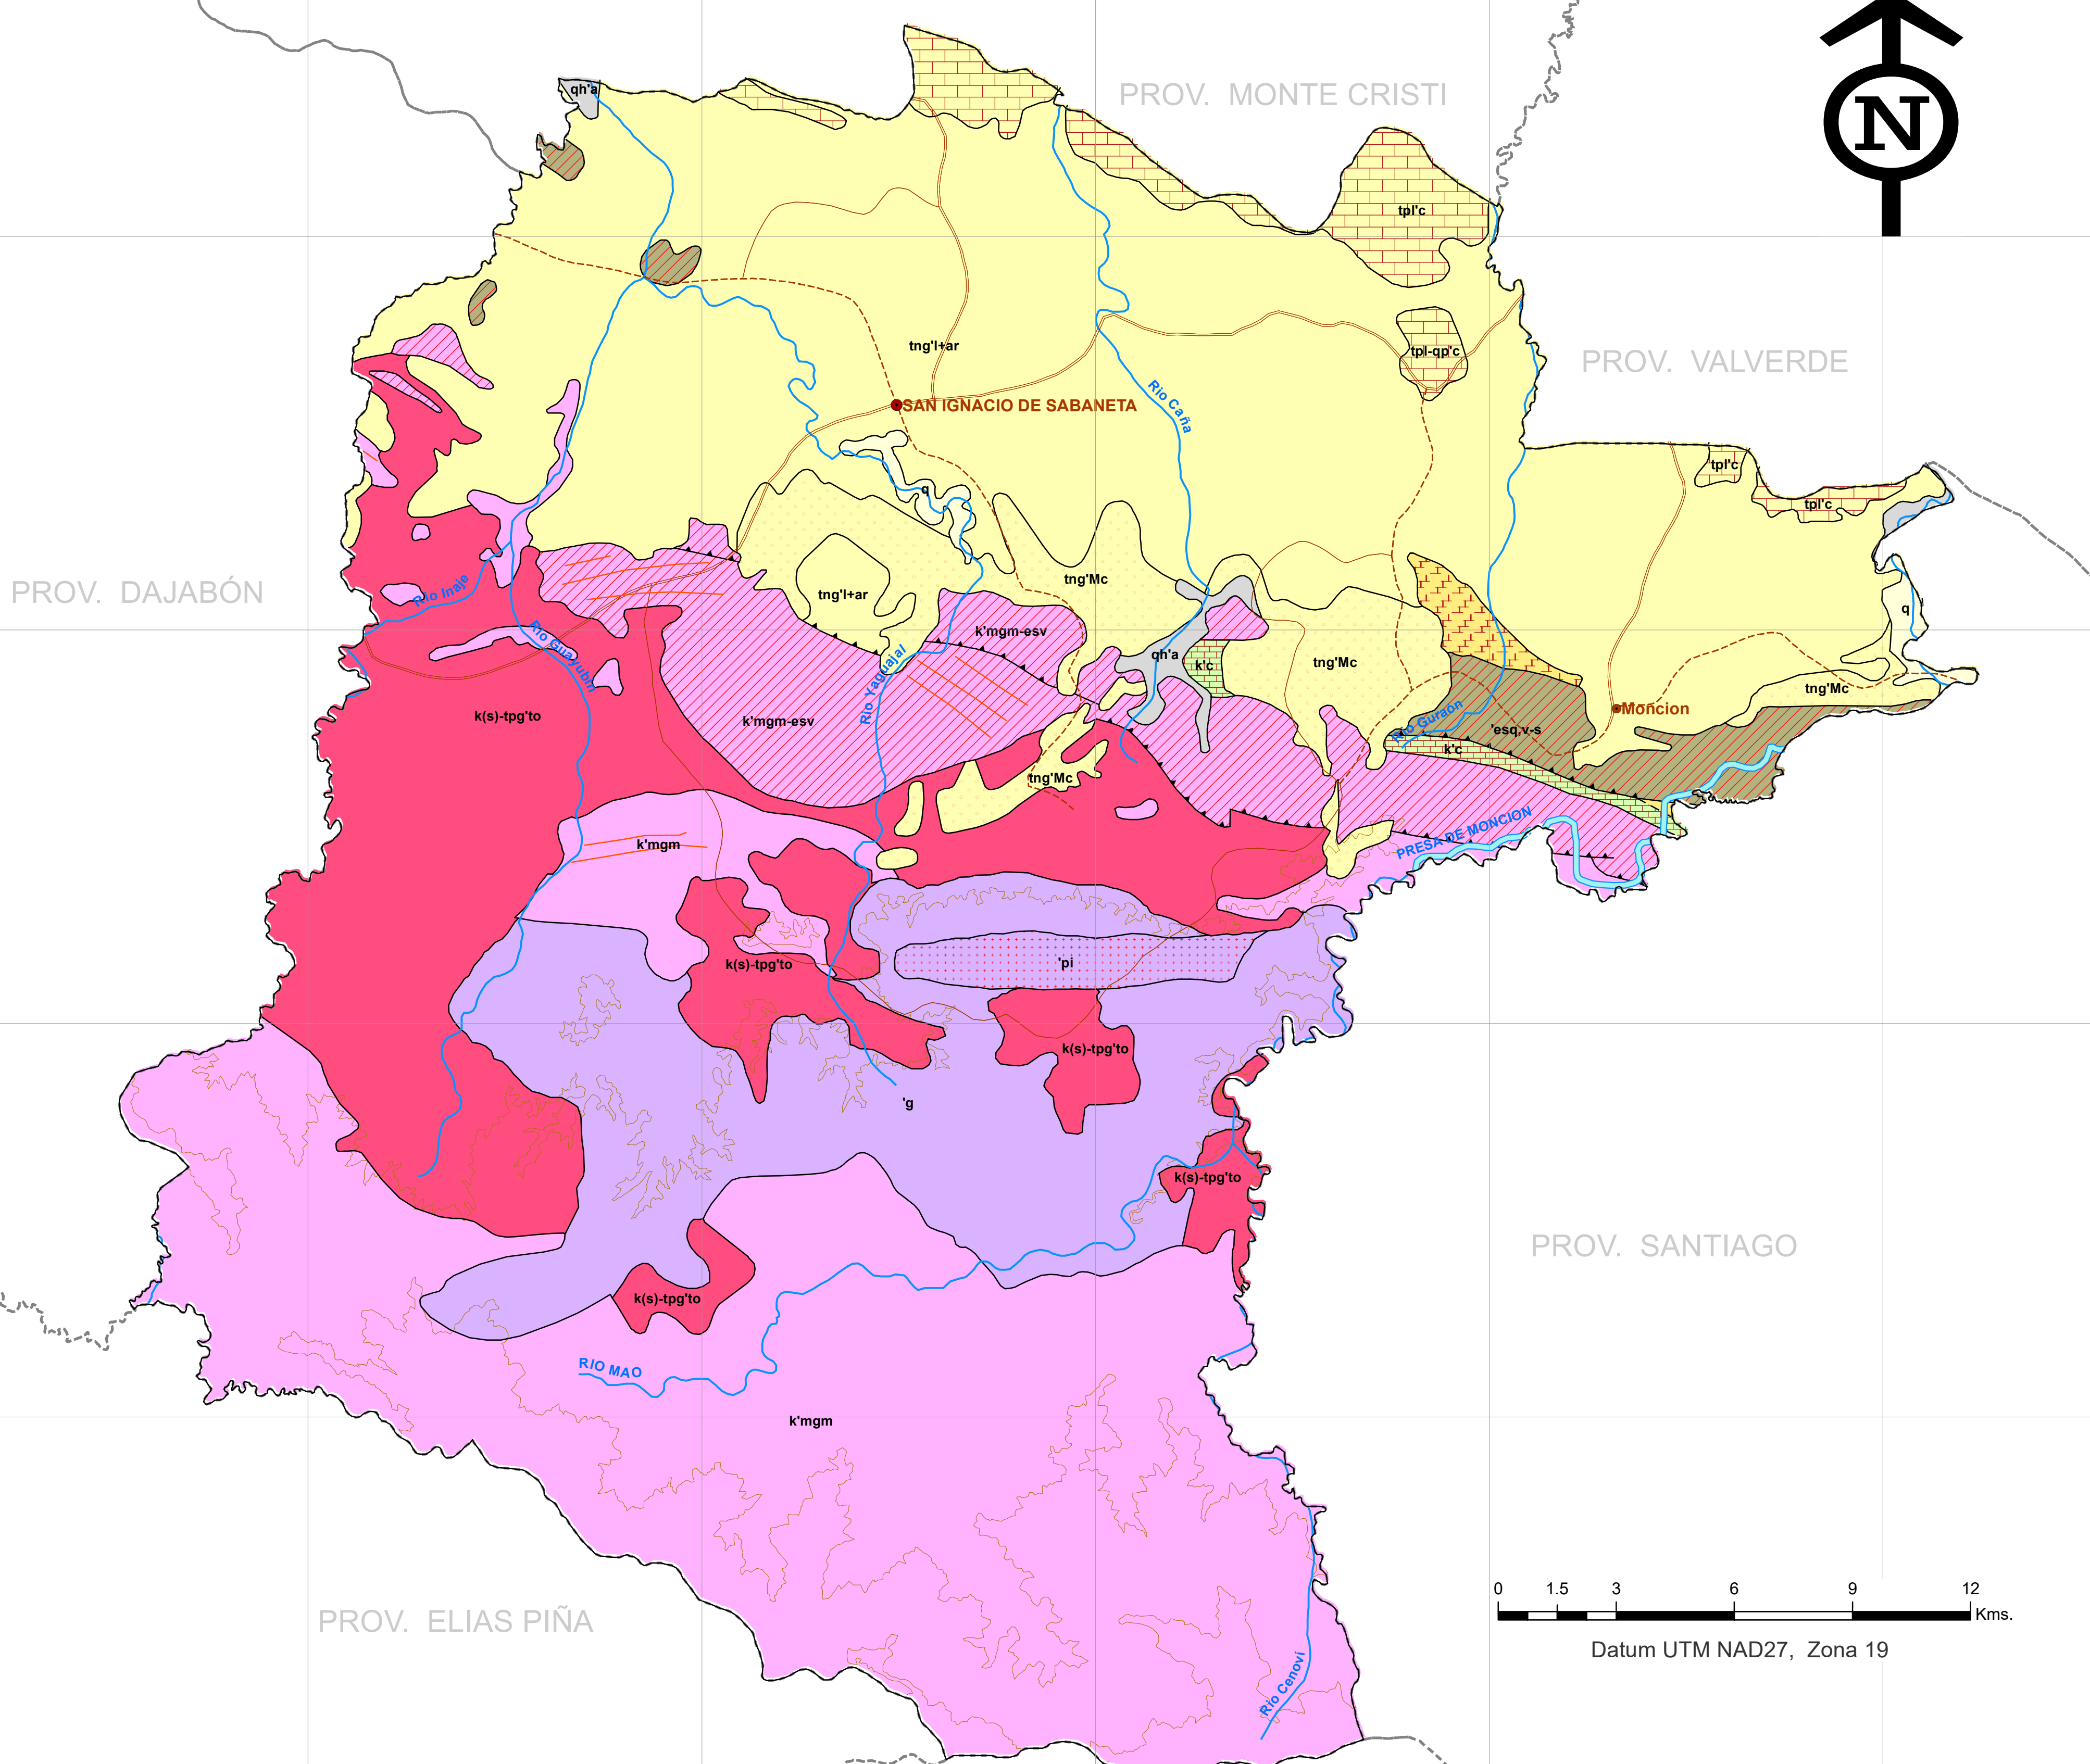 qh'a
PROV. MONTE CRISTI
N
tpl'c
tng'l+ar
tpl-qp'c
PROV. VALVERDE
Rio Caña
SAN IGNACIO DE SABANETA
tpl'c
q
tpl'c
tng'Mc
PROV. DAJABÓN
Rio Inaje
tng'l+ar
q
k'mgm-esv
Rio Guayubin
qh'a
k'c
tng'Mc
Rio Yaguajal
tng'Mc
k(s)-tpg'to
k'mgm-esv
Rio Guraón
Moncion
'esq,v-s
k'c
tng'Mc
PRESA DE MONCION
k'mgm
k(s)-tpg'to
'pi
k(s)-tpg'to
'g
k(s)-tpg'to
PROV. SANTIAGO
k(s)-tpg'to
RIO MAO
k'mgm
0 1.5 3 6 9 12
Kms.
PROV. ELIAS PIÑA
Datum UTM NAD27, Zona 19
Rio Cenoví